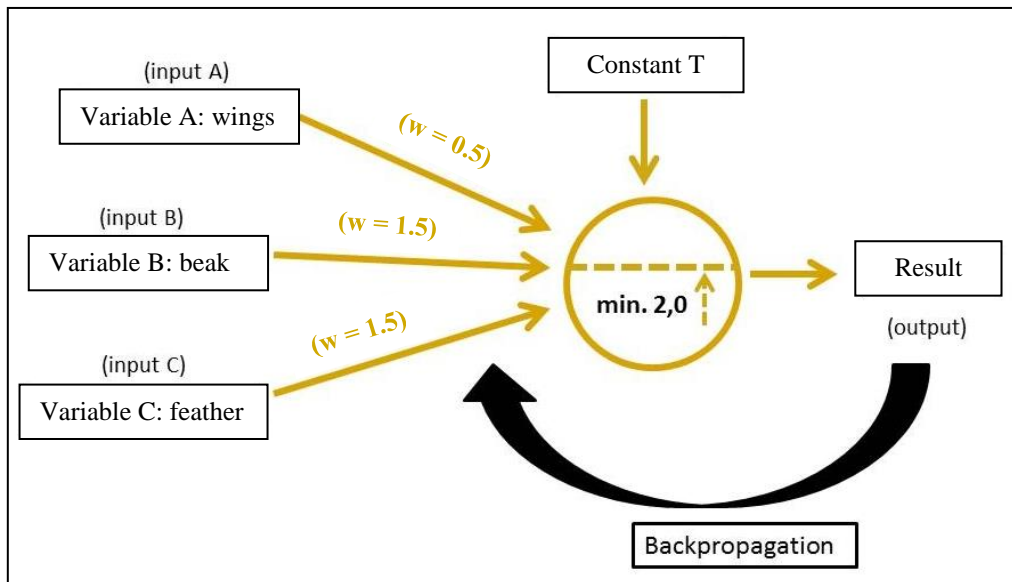 (input A)
Variable A: wings
(w = 0.5)
Constant T
(input B)
Variable B: beak
(w = 1.5)
min. 2,0
Result
(output)
(input C)
Variable C: feather
(w = 1.5)
Backpropagation